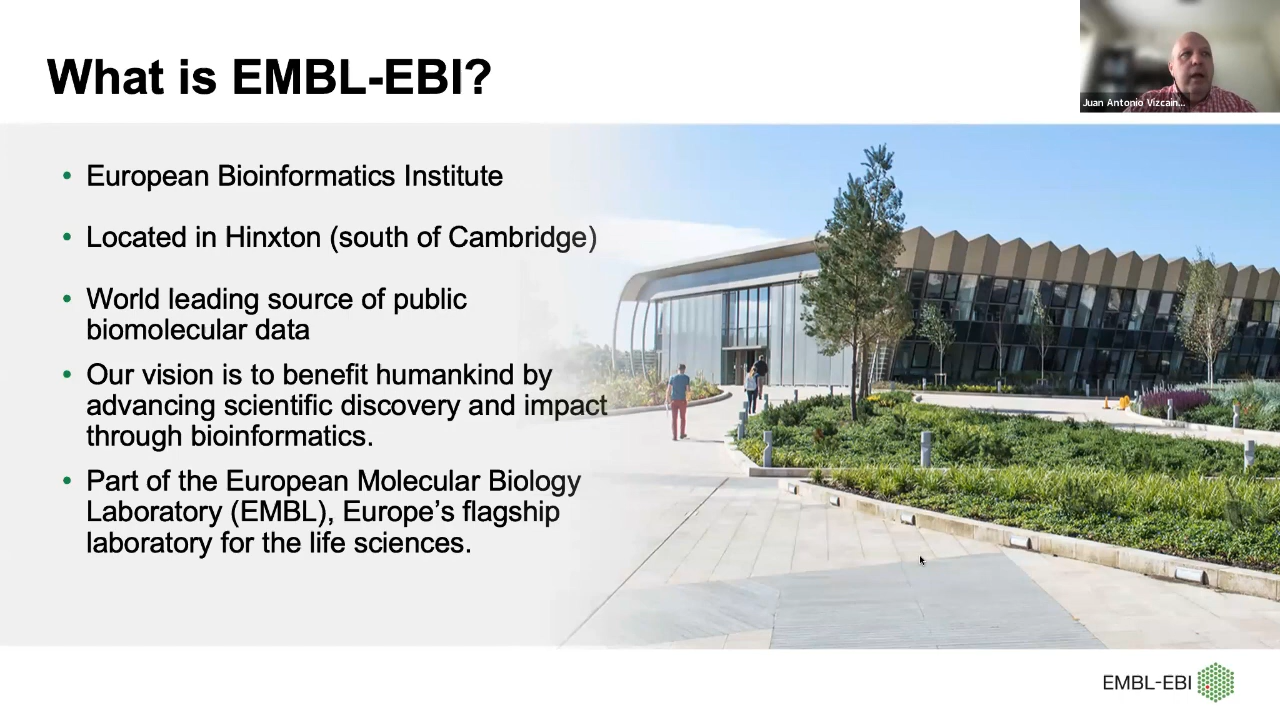 What is EMBL-EBI?
Juan Antonio Vizcain...
• European Bioinformatics Institute
• Located in Hinxton (south of Cambridge)
• World leading source of public
biomolecular data
• Our vision is to benefit humankind by
advancing scientific discovery and impact
through bioinformatics.
• Part of the European Molecular Biology
Laboratory (EMBL), Europe’s flagship
laboratory for the life sciences.
EMBL-EBI